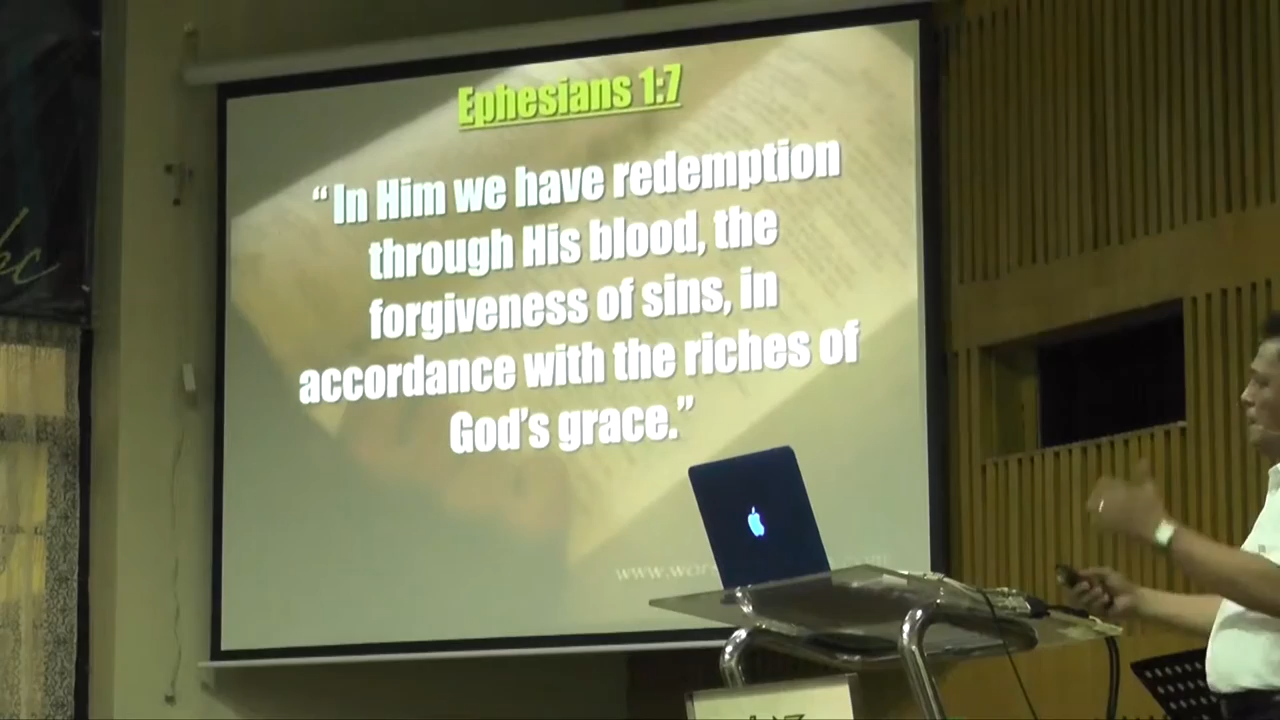 Ephesians 1:7
“In Him we have redemption
through His blood, the
forgiveness of sins, in
accordance with the riches of
God’s grace.”